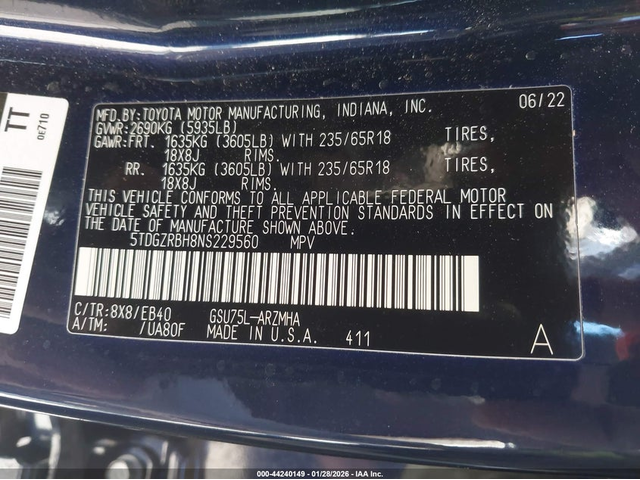 TT
0E710
MFD.BY:TOYOTA MOTOR MANUFACTURING, INDIANA, INC. 06/22
GVWR:2690KG (5935LB)
GAWR:FRT. 1635KG (3605LB) WITH 235/65R18 TIRES,
18X8J RIMS.
RR. 1635KG (3605LB) WITH 235/65R18 TIRES,
18X8J RIMS.
THIS VEHICLE CONFORMS TO ALL APPLICABLE FEDERAL MOTOR
VEHICLE SAFETY AND THEFT PREVENTION STANDARDS IN EFFECT ON
THE DATE OF MANUFACTURE SHOWN ABOVE.
5TDGZRBH8NS229560 MPV
C/TR:8X8/EB40 GSU75L-ARZMHA
A/TM: /UA80F MADE IN U.S.A. 411
A
000-44240149 | 01/28/2026 - IAA Inc.